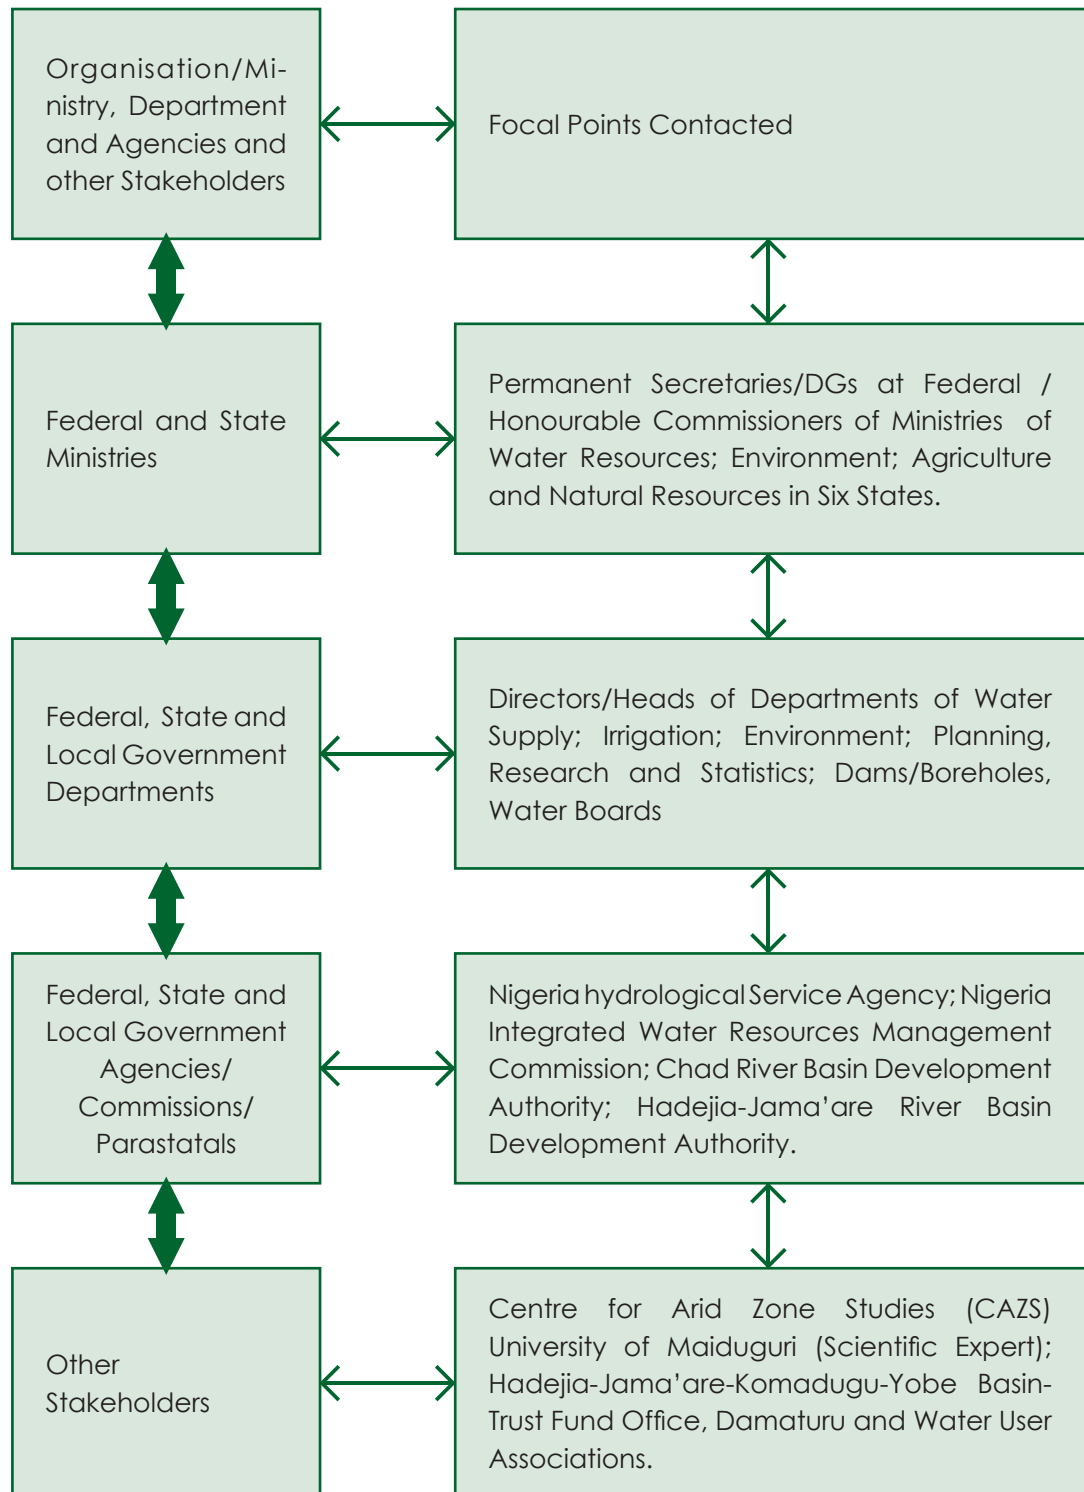 Organisation/Mi-
nistry, Department
and Agencies and
other Stakeholders
Focal Points Contacted
Federal and State
Ministries
Permanent Secretaries/DGs at Federal /
Honourable Commissioners of Ministries of
Water Resources; Environment; Agriculture
and Natural Resources in Six States.
Federal, State and
Local Government
Departments
Directors/Heads of Departments of Water
Supply; Irrigation; Environment; Planning,
Research and Statistics; Dams/Boreholes,
Water Boards
Federal, State and
Local Government
Agencies/
Commissions/
Parastatals
Nigeria hydrological Service Agency; Nigeria
Integrated Water Resources Management
Commission; Chad River Basin Development
Authority; Hadejia-Jama’are River Basin
Development Authority.
Other
Stakeholders
Centre for Arid Zone Studies (CAZS)
University of Maiduguri (Scientific Expert);
Hadejia-Jama’are-Komadugu-Yobe Basin-
Trust Fund Office, Damaturu and Water User
Associations.